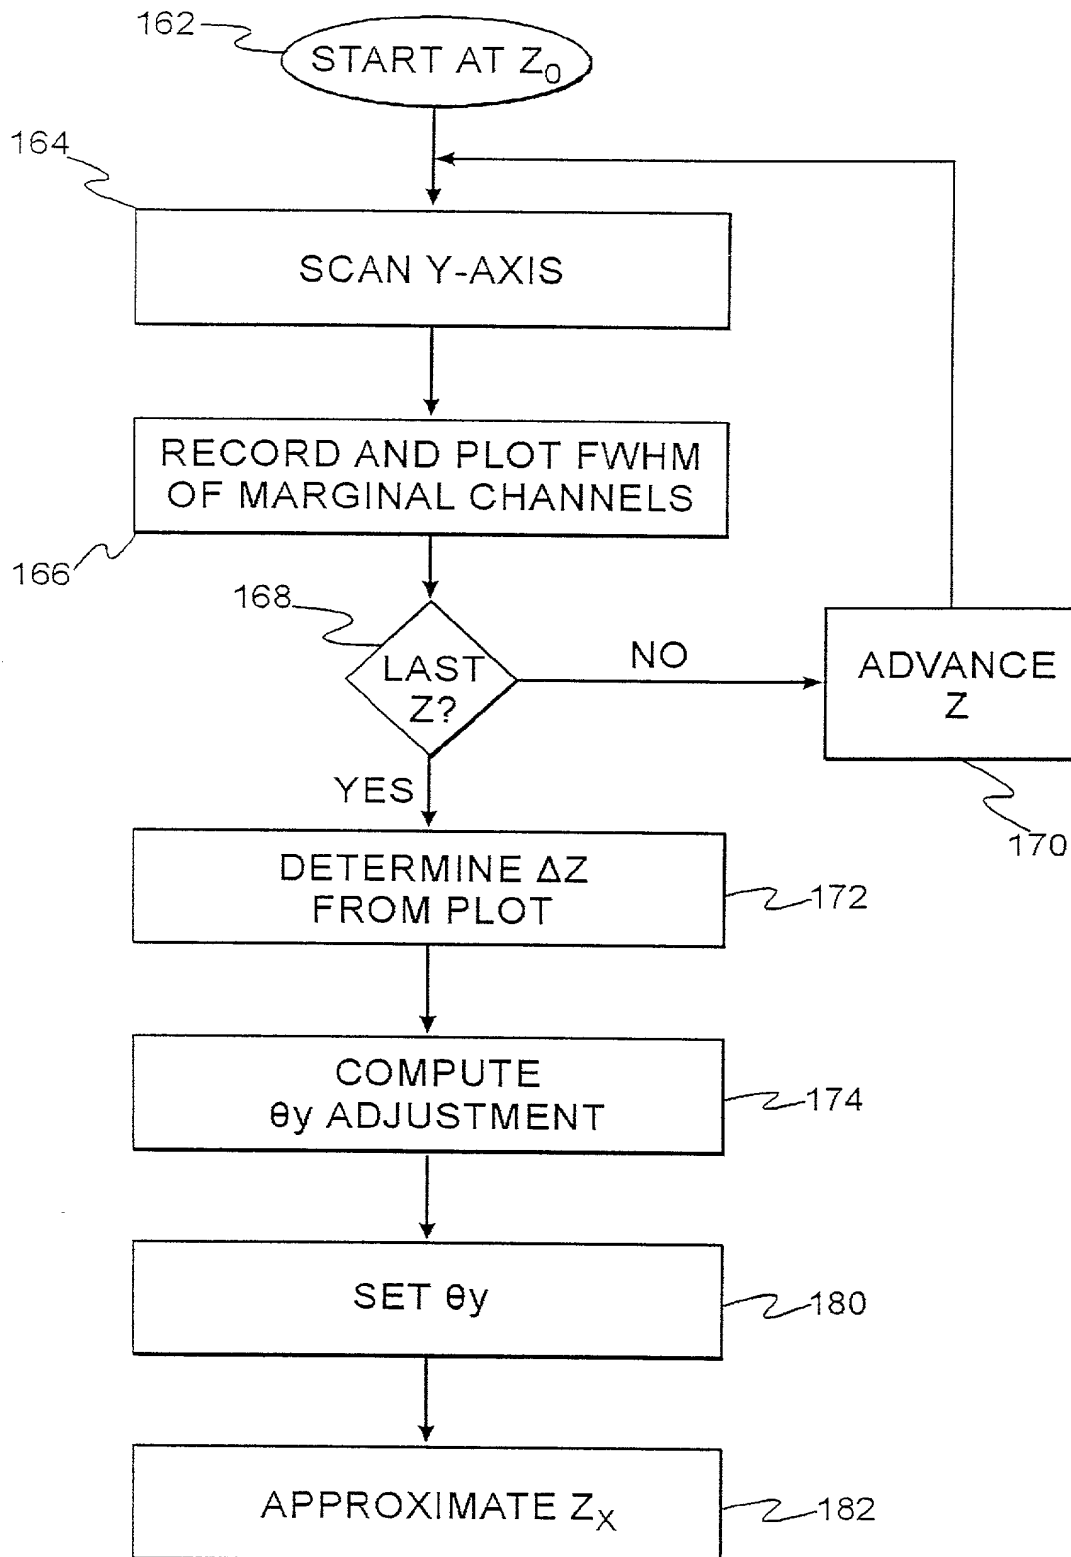 162
START AT Z0
164
SCAN Y-AXIS
RECORD AND PLOT FWHM
OF MARGINAL CHANNELS
166
168
LAST
Z?
NO
ADVANCE
Z
170
YES
DETERMINE ΔZ
FROM PLOT
172
COMPUTE
θy ADJUSTMENT
174
SET θy
180
APPROXIMATE ZX
182